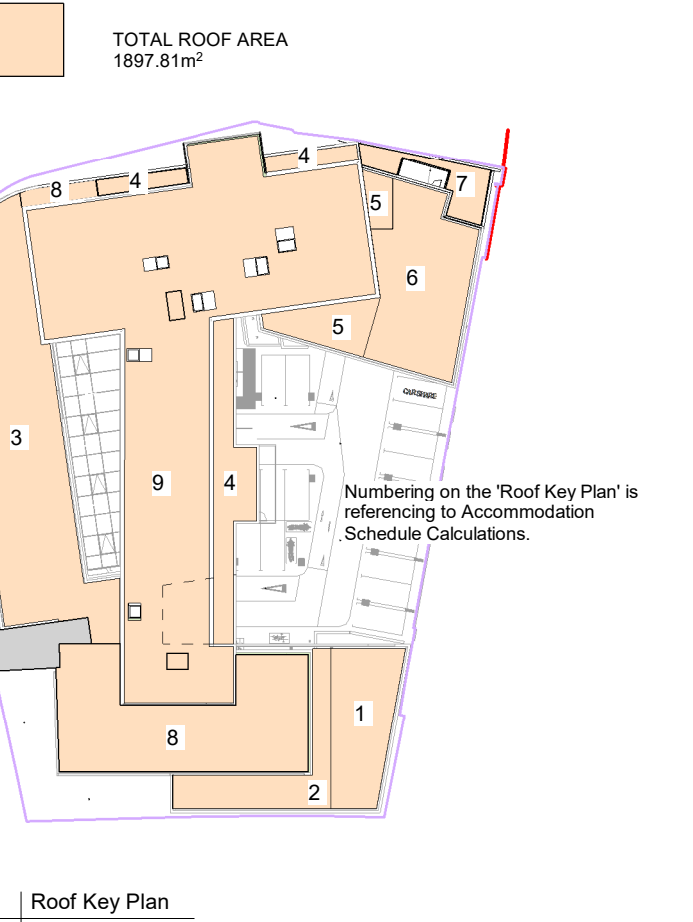 TOTAL ROOF AREA
1897.81m²
4
4
8
7
5
6
5
CARSHARE
3
9
4
Numbering on the 'Roof Key Plan' is
referencing to Accommodation
Schedule Calculations.
1
8
2
Roof Key Plan